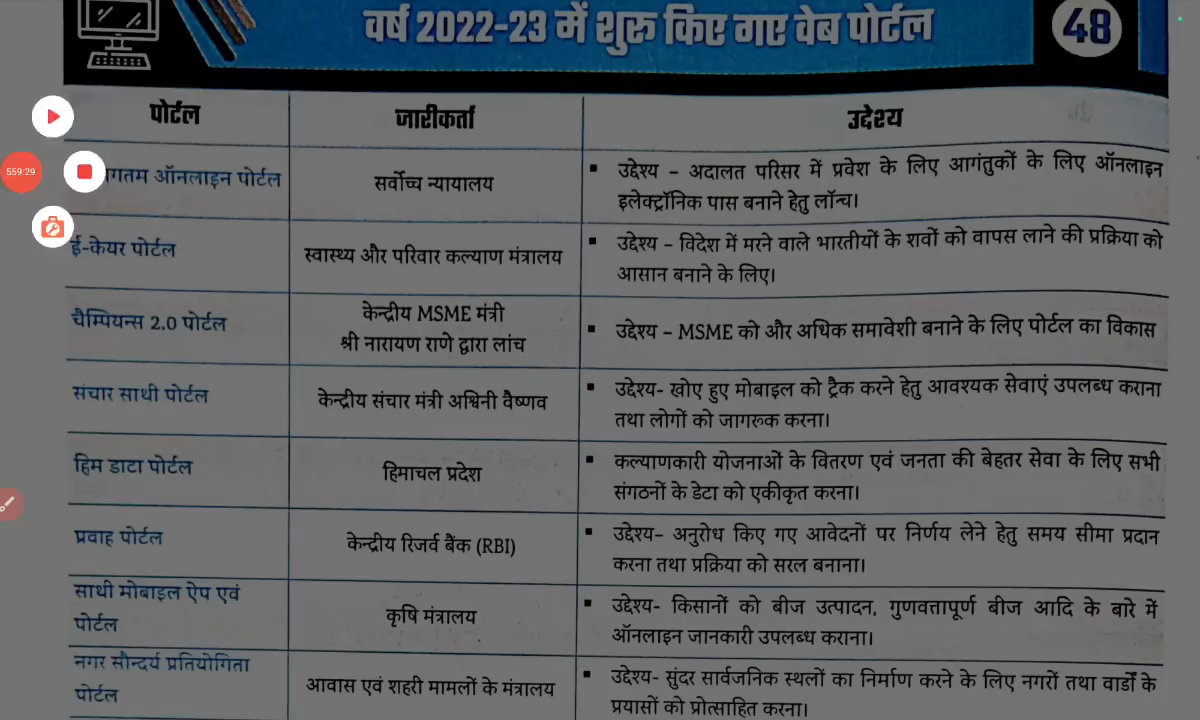 वर्ष 2022-23 में शुरू किए गए वेब पोर्टल
48
पोर्टल
जारीकर्ता
उद्देश्य
559:29
ऑनलाइन पोर्टल
सर्वोच्च न्यायालय
▪ उद्देश्य – अदालत परिसर में प्रवेश के लिए आगंतुकों के लिए ऑनलाइन
इलेक्ट्रॉनिक पास बनाने हेतु लॉन्च।
ई-केयर पोर्टल
स्वास्थ्य और परिवार कल्याण मंत्रालय
▪ उद्देश्य – विदेश में मरने वाले भारतीयों के शवों को वापस लाने की प्रक्रिया को
आसान बनाने के लिए।
चैम्पियन्स 2.0 पोर्टल
केन्द्रीय MSME मंत्री
श्री नारायण राणे द्वारा लांच
▪ उद्देश्य – MSME को और अधिक समावेशी बनाने के लिए पोर्टल का विकास
संचार साथी पोर्टल
केन्द्रीय संचार मंत्री अश्विनी वैष्णव
▪ उद्देश्य- खोए हुए मोबाइल को ट्रैक करने हेतु आवश्यक सेवाएं उपलब्ध कराना
तथा लोगों को जागरूक करना।
हिम डाटा पोर्टल
हिमाचल प्रदेश
▪ कल्याणकारी योजनाओं के वितरण एवं जनता की बेहतर सेवा के लिए सभी
संगठनों के डेटा को एकीकृत करना।
प्रवाह पोर्टल
केन्द्रीय रिजर्व बैंक (RBI)
▪ उद्देश्य– अनुरोध किए गए आवेदनों पर निर्णय लेने हेतु समय सीमा प्रदान
करना तथा प्रक्रिया को सरल बनाना।
साथी मोबाइल ऐप एवं
पोर्टल
कृषि मंत्रालय
▪ उद्देश्य- किसानों को बीज उत्पादन, गुणवत्तापूर्ण बीज आदि के बारे में
ऑनलाइन जानकारी उपलब्ध कराना।
नगर सौन्दर्य प्रतियोगिता
पोर्टल
आवास एवं शहरी मामलों के मंत्रालय
▪ उद्देश्य- सुंदर सार्वजनिक स्थलों का निर्माण करने के लिए नगरों तथा वार्डों के
प्रयासों को प्रोत्साहित करना।